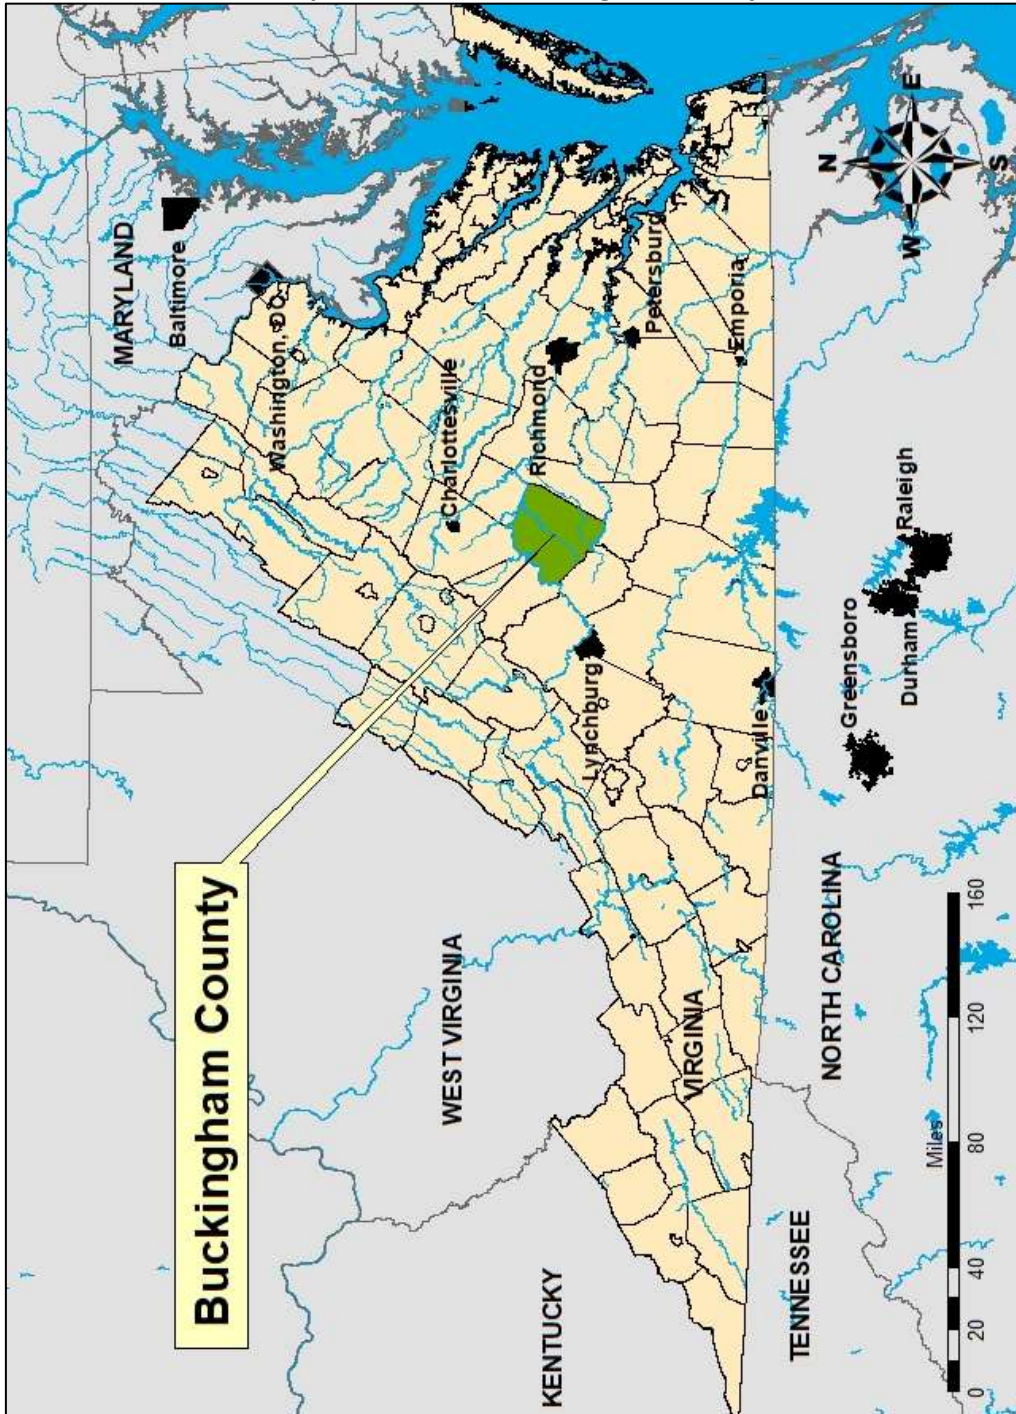 MARYLAND
Baltimore
Buckingham County
Washington, DC
Charlottesville
WEST VIRGINIA
Richmond
KENTUCKY
Lynchburg
Petersburg
VIRGINIA
Emporia
Danville
TENNESSEE
NORTH CAROLINA
Greensboro
Durham
Raleigh
N
W
E
S
Miles
0 20 40 80 120 160